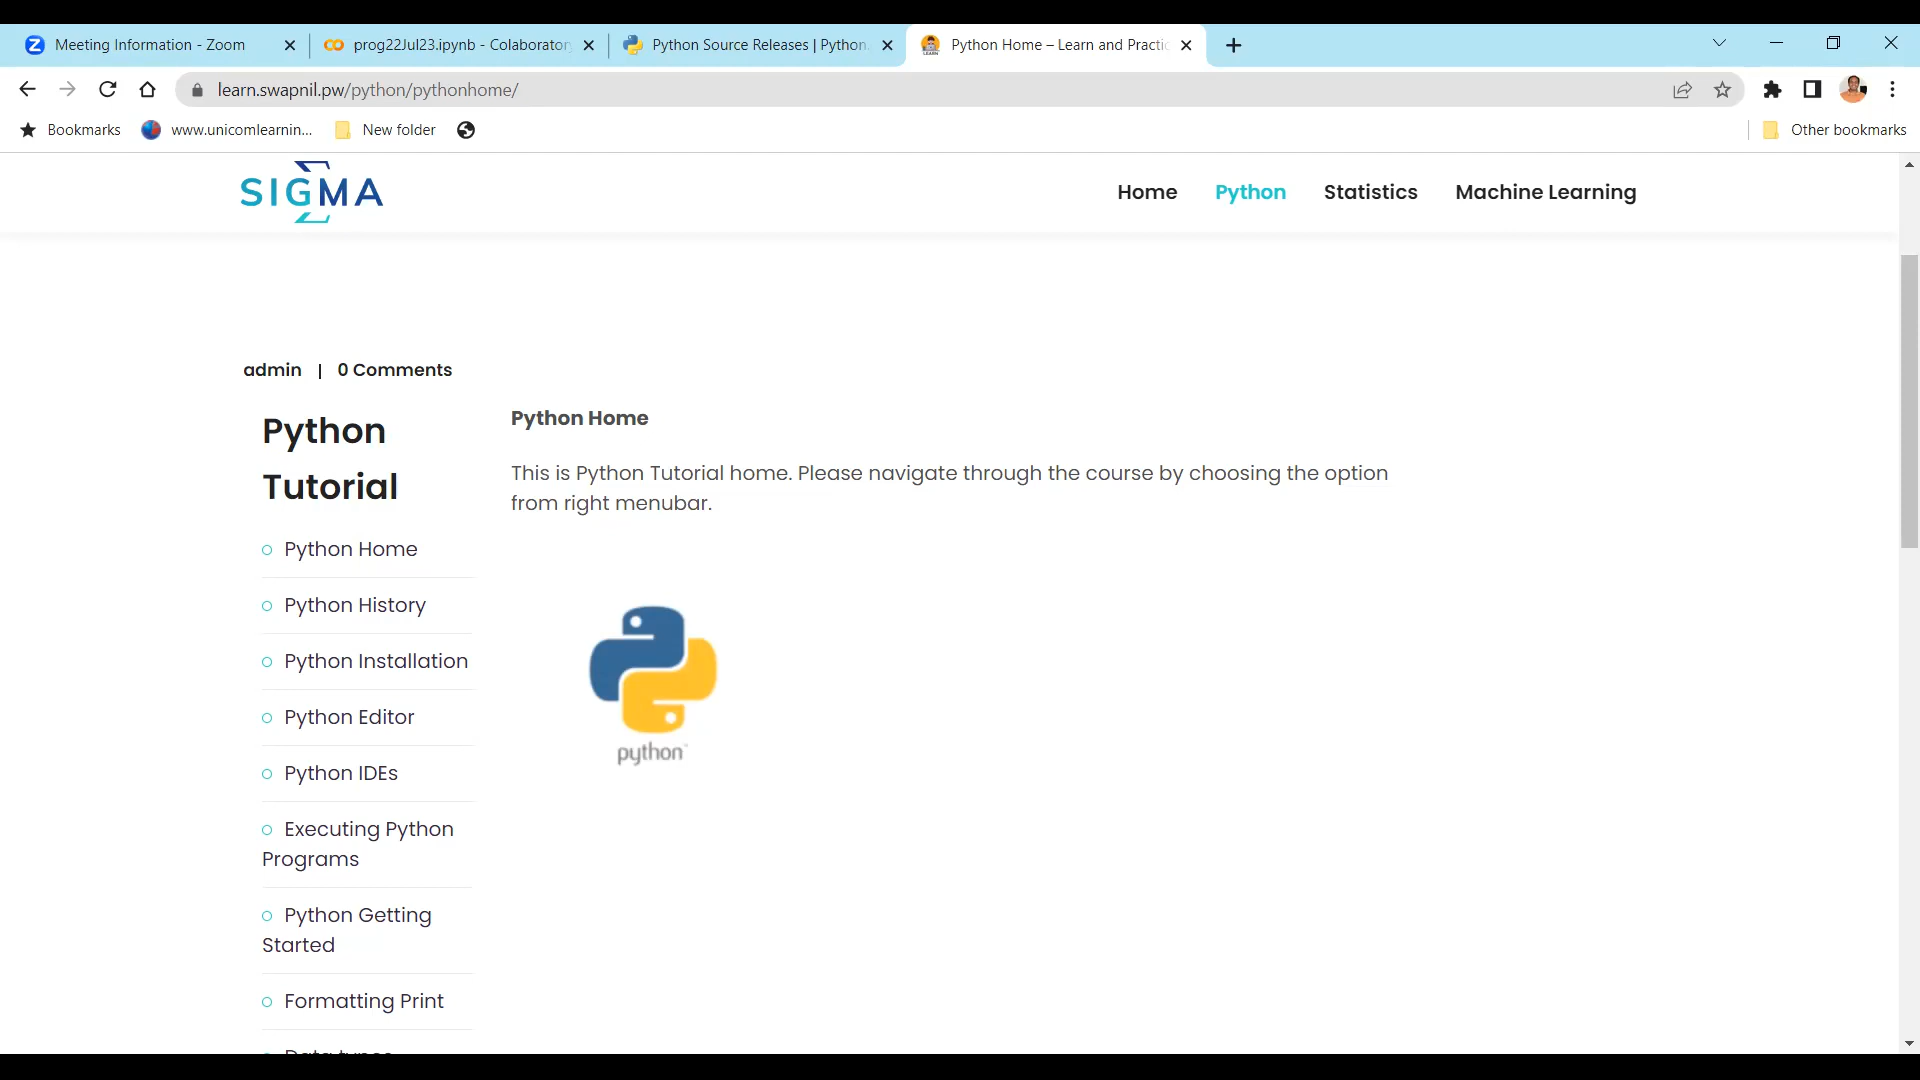 Meeting Information - Zoom
prog22Jul23.ipynb - Colaboratory
Python Source Releases | Python.
Python Home – Learn and Practic
learn.swapnil.pw/python/pythonhome/
Bookmarks
www.unicomlearnin...
New folder
Other bookmarks
SIGMA
Home
Python
Statistics
Machine Learning
admin | 0 Comments
Python
Tutorial
Python Home
Python History
Python Installation
Python Editor
Python IDEs
Executing Python
Programs
Python Getting
Started
Formatting Print
Data types
Python Home
This is Python Tutorial home. Please navigate through the course by choosing the option
from right menubar.
python